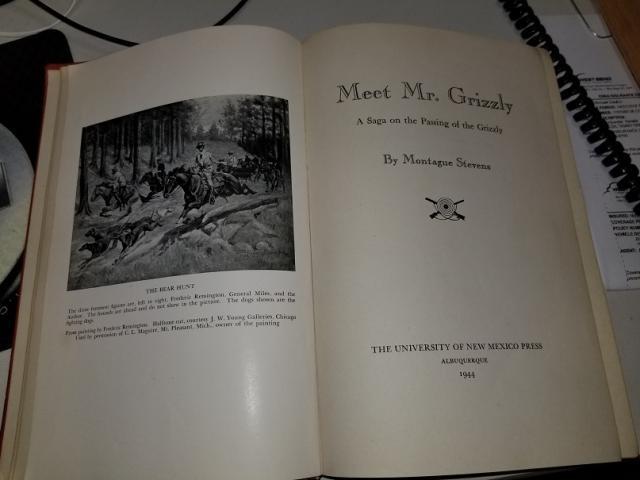 THE BEAR HUNT
The three foremost figures are, left to right, Frederic Remington, General Miles, and the
Author. The hounds are ahead and do not show in the picture. The dogs shown are the
fighting dogs.
From painting by Frederic Remington. Halftone cut, courtesy J. W. Young Galleries, Chicago
Used by permission of C. L. Maguire, Mt. Pleasant, Mich., owner of the painting
Meet Mr. Grizzly
A Saga on the Passing of the Grizzly
By Montague Stevens
THE UNIVERSITY OF NEW MEXICO PRESS
ALBUQUERQUE
1944